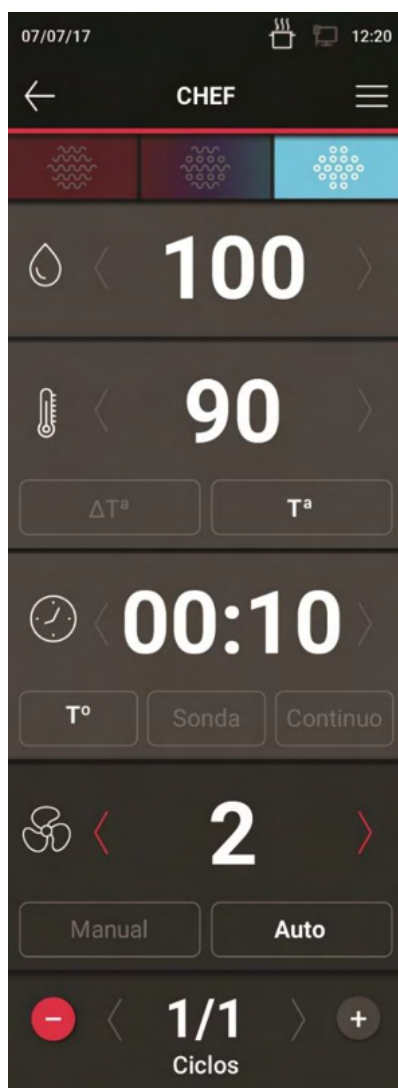 07/07/17 12:20
CHEF
100
90
ΔTª Tª
00:10
Tº Sonda Continuo
2
Manual Auto
- 1/1 +
Ciclos